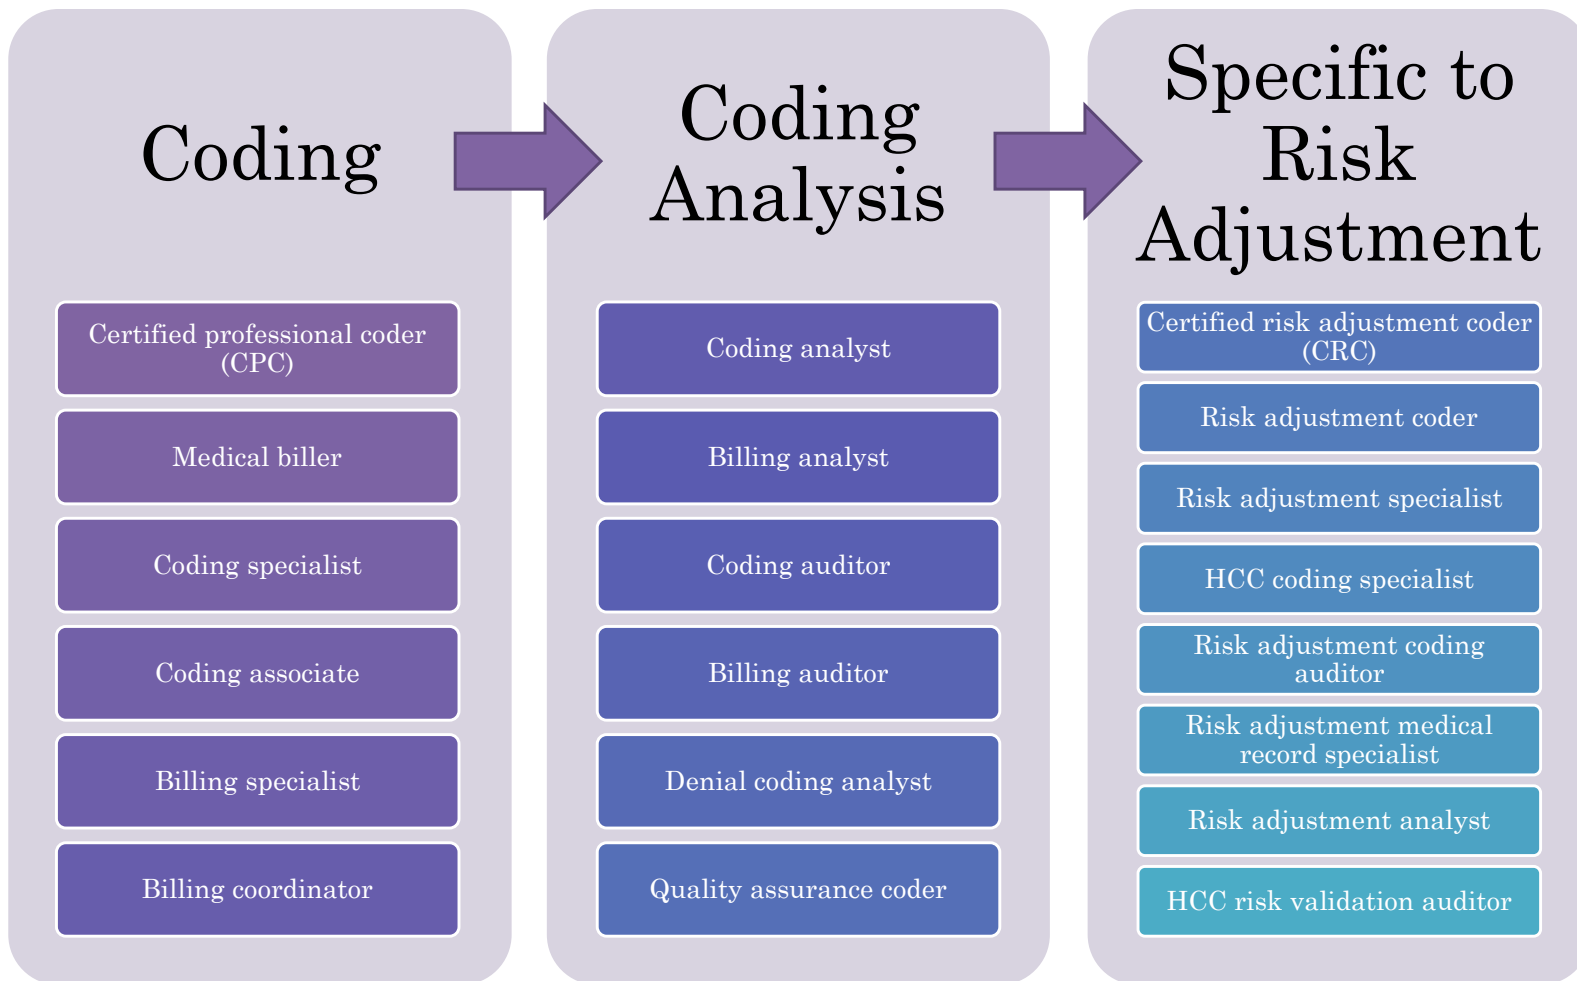 Coding
Certified professional coder
(CPC)
Medical biller
Coding specialist
Coding associate
Billing specialist
Billing coordinator
Coding
Analysis
Coding analyst
Billing analyst
Coding auditor
Billing auditor
Denial coding analyst
Quality assurance coder
Specific to
Risk
Adjustment
Certified risk adjustment coder
(CRC)
Risk adjustment coder
Risk adjustment specialist
HCC coding specialist
Risk adjustment coding
auditor
Risk adjustment medical
record specialist
Risk adjustment analyst
HCC risk validation auditor